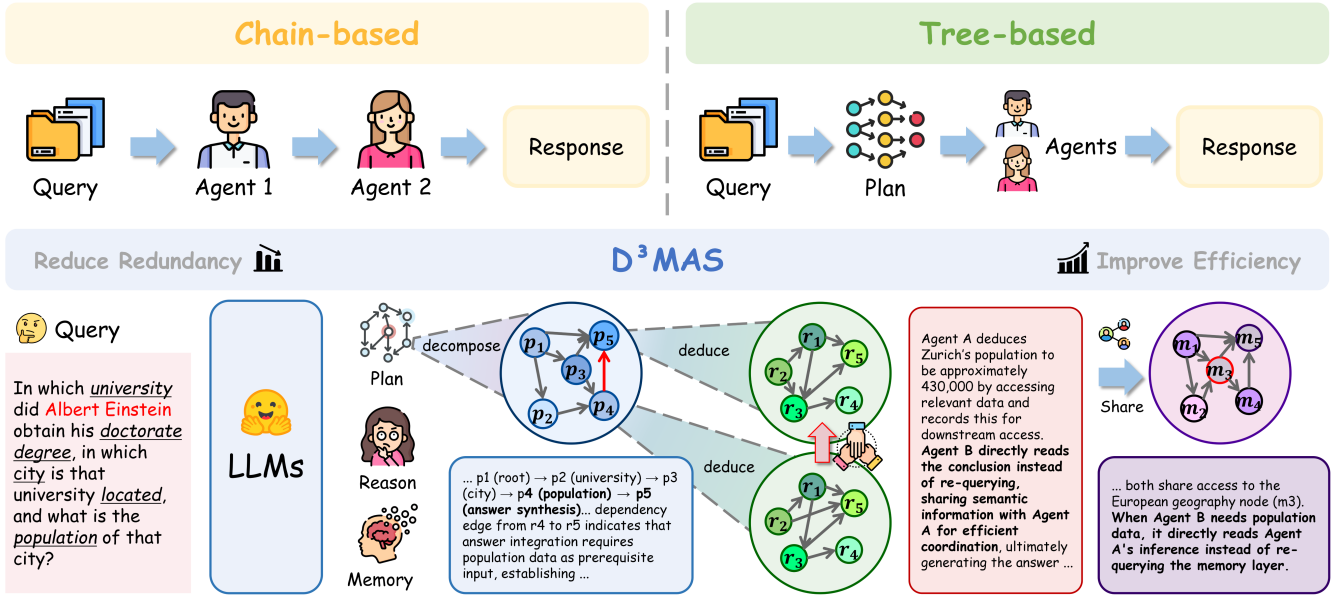 Chain-based
Tree-based
Query
Agent 1
Agent 2
Response
Query
Plan
Agents
Response
Reduce Redundancy
D³MAS
Improve Efficiency
Query
In which university
did Albert Einstein
obtain his doctorate
degree, in which
city is that
university located,
and what is the
population of that
city?
LLMs
Plan
Reason
Memory
decompose
p1
p2
p3
p4
p5
... p1 (root) → p2 (university) → p3
(city) → p4 (population) → p5
(answer synthesis)... dependency
edge from r4 to r5 indicates that
answer integration requires
population data as prerequisite
input, establishing ...
deduce
deduce
r1
r2
r3
r4
r5
r1
r2
r3
r4
r5
Agent A deduces
Zurich's population to
be approximately
430,000 by accessing
relevant data and
records this for
downstream access.
Agent B directly reads
the conclusion instead
of re-querying,
sharing semantic
information with Agent
A for efficient
coordination, ultimately
generating the answer ...
Share
m1
m2
m3
m4
m5
... both share access to the
European geography node (m3).
When Agent B needs population
data, it directly reads Agent
A's inference instead of re-
querying the memory layer.